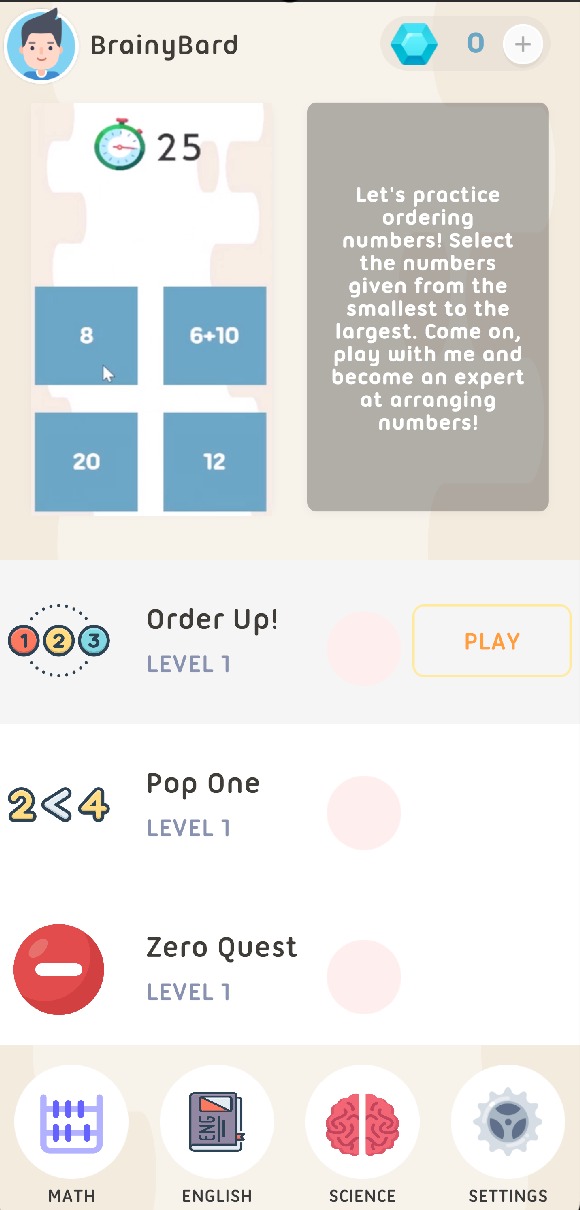 BrainyBard
0
25
8
6+10
20
12
Let's practice
ordering
numbers! Select
the numbers
given from the
smallest to the
largest. Come on,
play with me and
become an expert
at arranging
numbers!
1 2 3
Order Up!
LEVEL 1
PLAY
2<4
Pop One
LEVEL 1
Zero Quest
LEVEL 1
ENG
MATH
ENGLISH
SCIENCE
SETTINGS